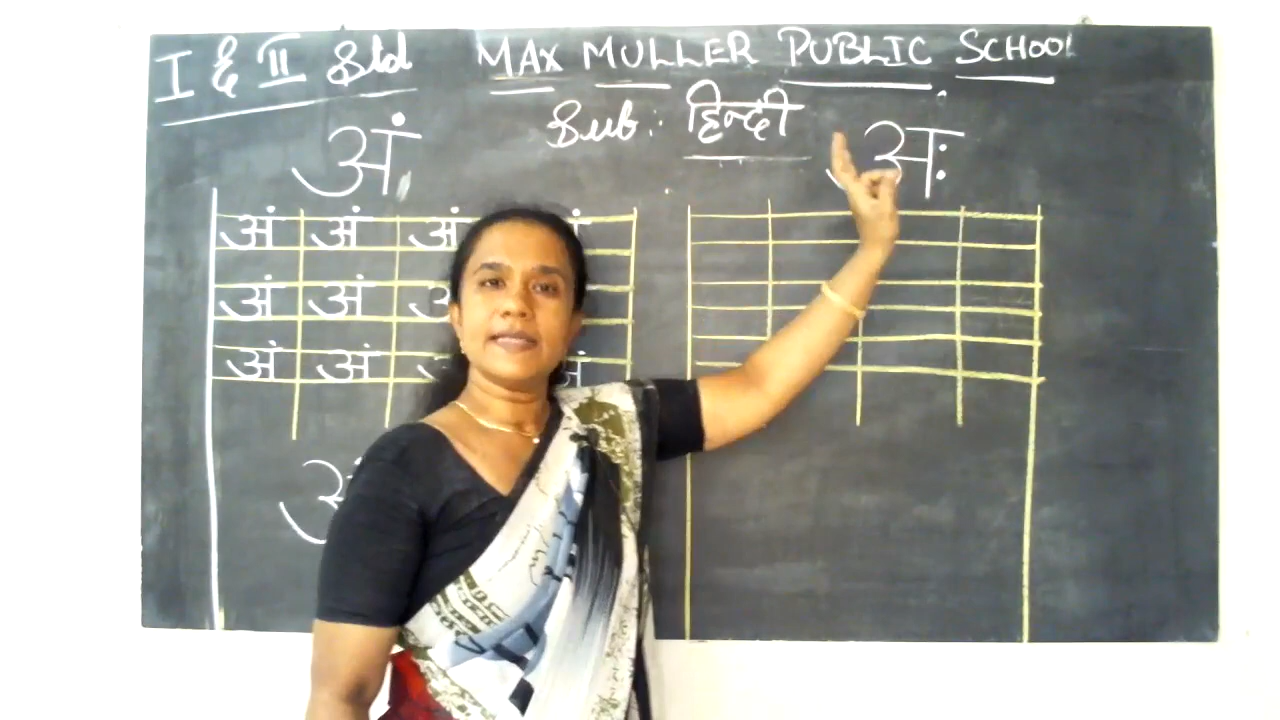 I & II Std MAX MULLER PUBLIC SCHOOL
Sub: हिन्दी
अं अः
अं अं अं
अं अं
अं अं